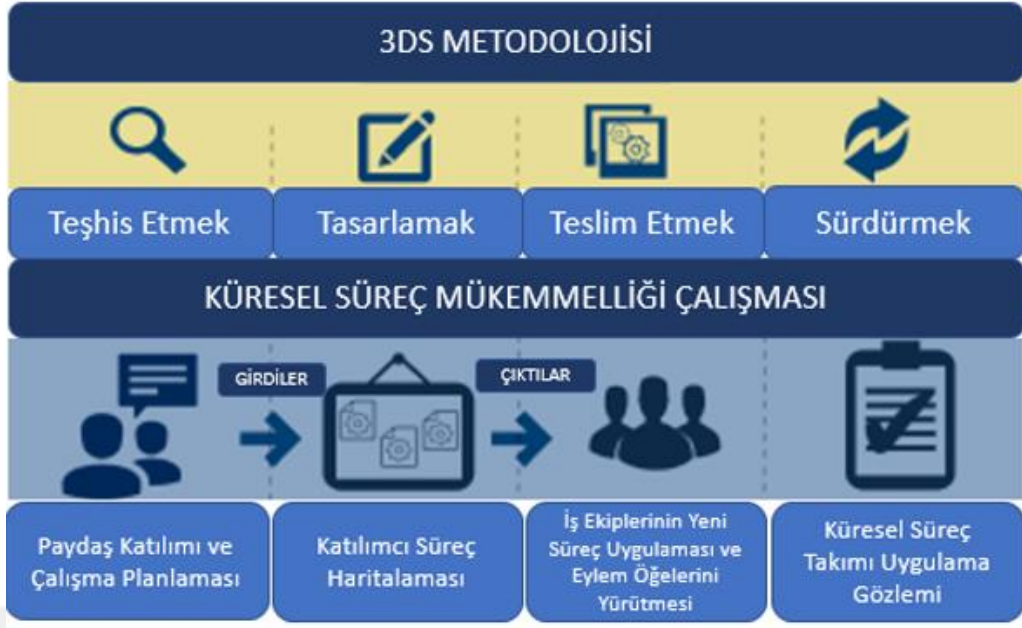 3DS METODOLOJİSİ
Teşhis Etmek
Tasarlamak
Teslim Etmek
Sürdürmek
KÜRESEL SÜREÇ MÜKEMMELLİĞİ ÇALIŞMASI
GİRDİLER
ÇIKTILAR
Paydaş Katılımı ve
Çalışma Planlaması
Katılımcı Süreç
Haritalaması
İş Ekiplerinin Yeni
Süreç Uygulaması ve
Eylem Öğelerini
Yürütmesi
Küresel Süreç
Takımı Uygulama
Gözlemi